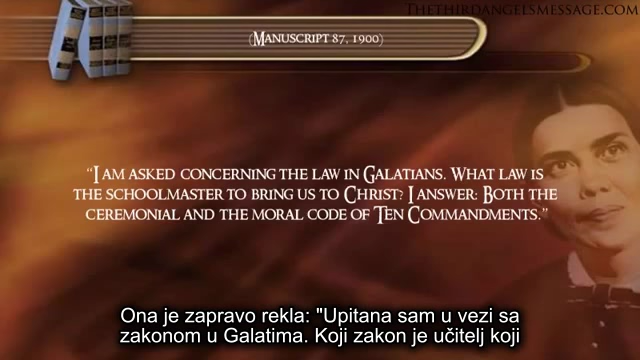 TheThirdAngelsMessage.com
(Manuscript 87, 1900)
"I am asked concerning the law in Galatians. What law is
the schoolmaster to bring us to Christ? I answer: Both the
ceremonial and the moral code of Ten Commandments."
Ona je zapravo rekla: "Upitana sam u vezi sa
zakonom u Galatima. Koji zakon je učitelj koji